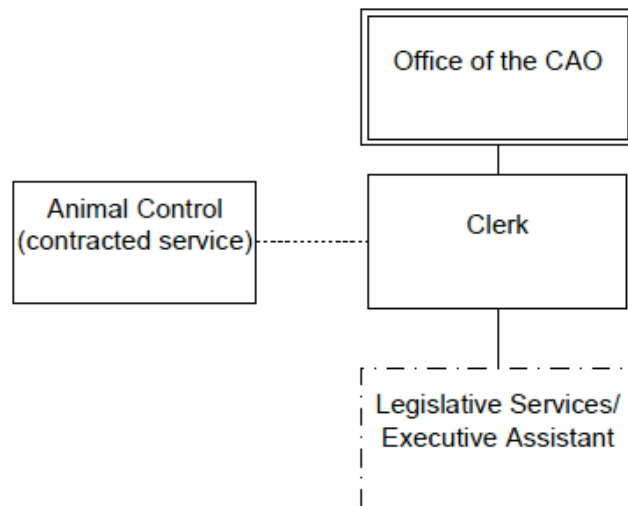 Office of the CAO
Animal Control
(contracted service)
Clerk
Legislative Services/
Executive Assistant